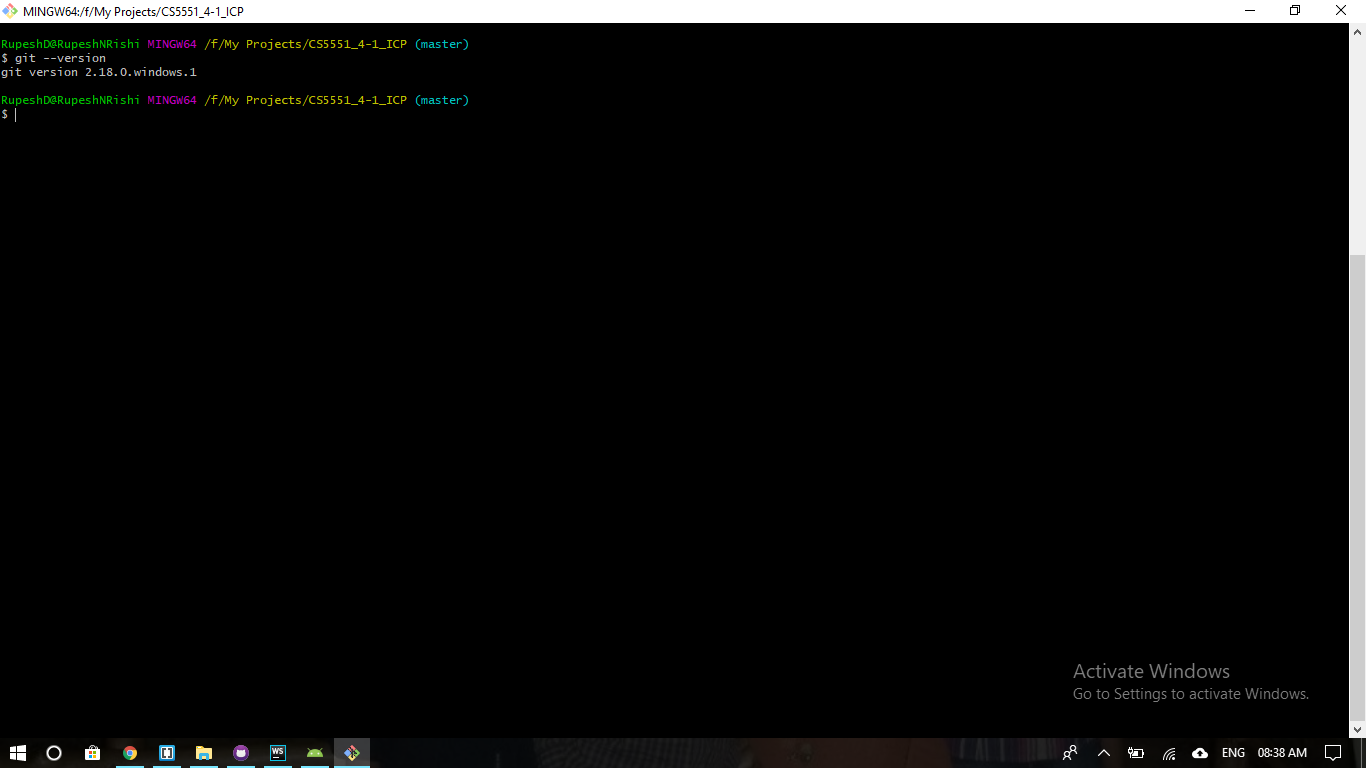 MINGW64:/f/My Projects/CS5551_4-1_ICP
RupeshD@RupeshNRishi MINGW64 /f/My Projects/CS5551_4-1_ICP (master)
$ git --version
git version 2.18.0.windows.1
RupeshD@RupeshNRishi MINGW64 /f/My Projects/CS5551_4-1_ICP (master)
$
Activate Windows
Go to Settings to activate Windows.
WS
ENG 08:38 AM